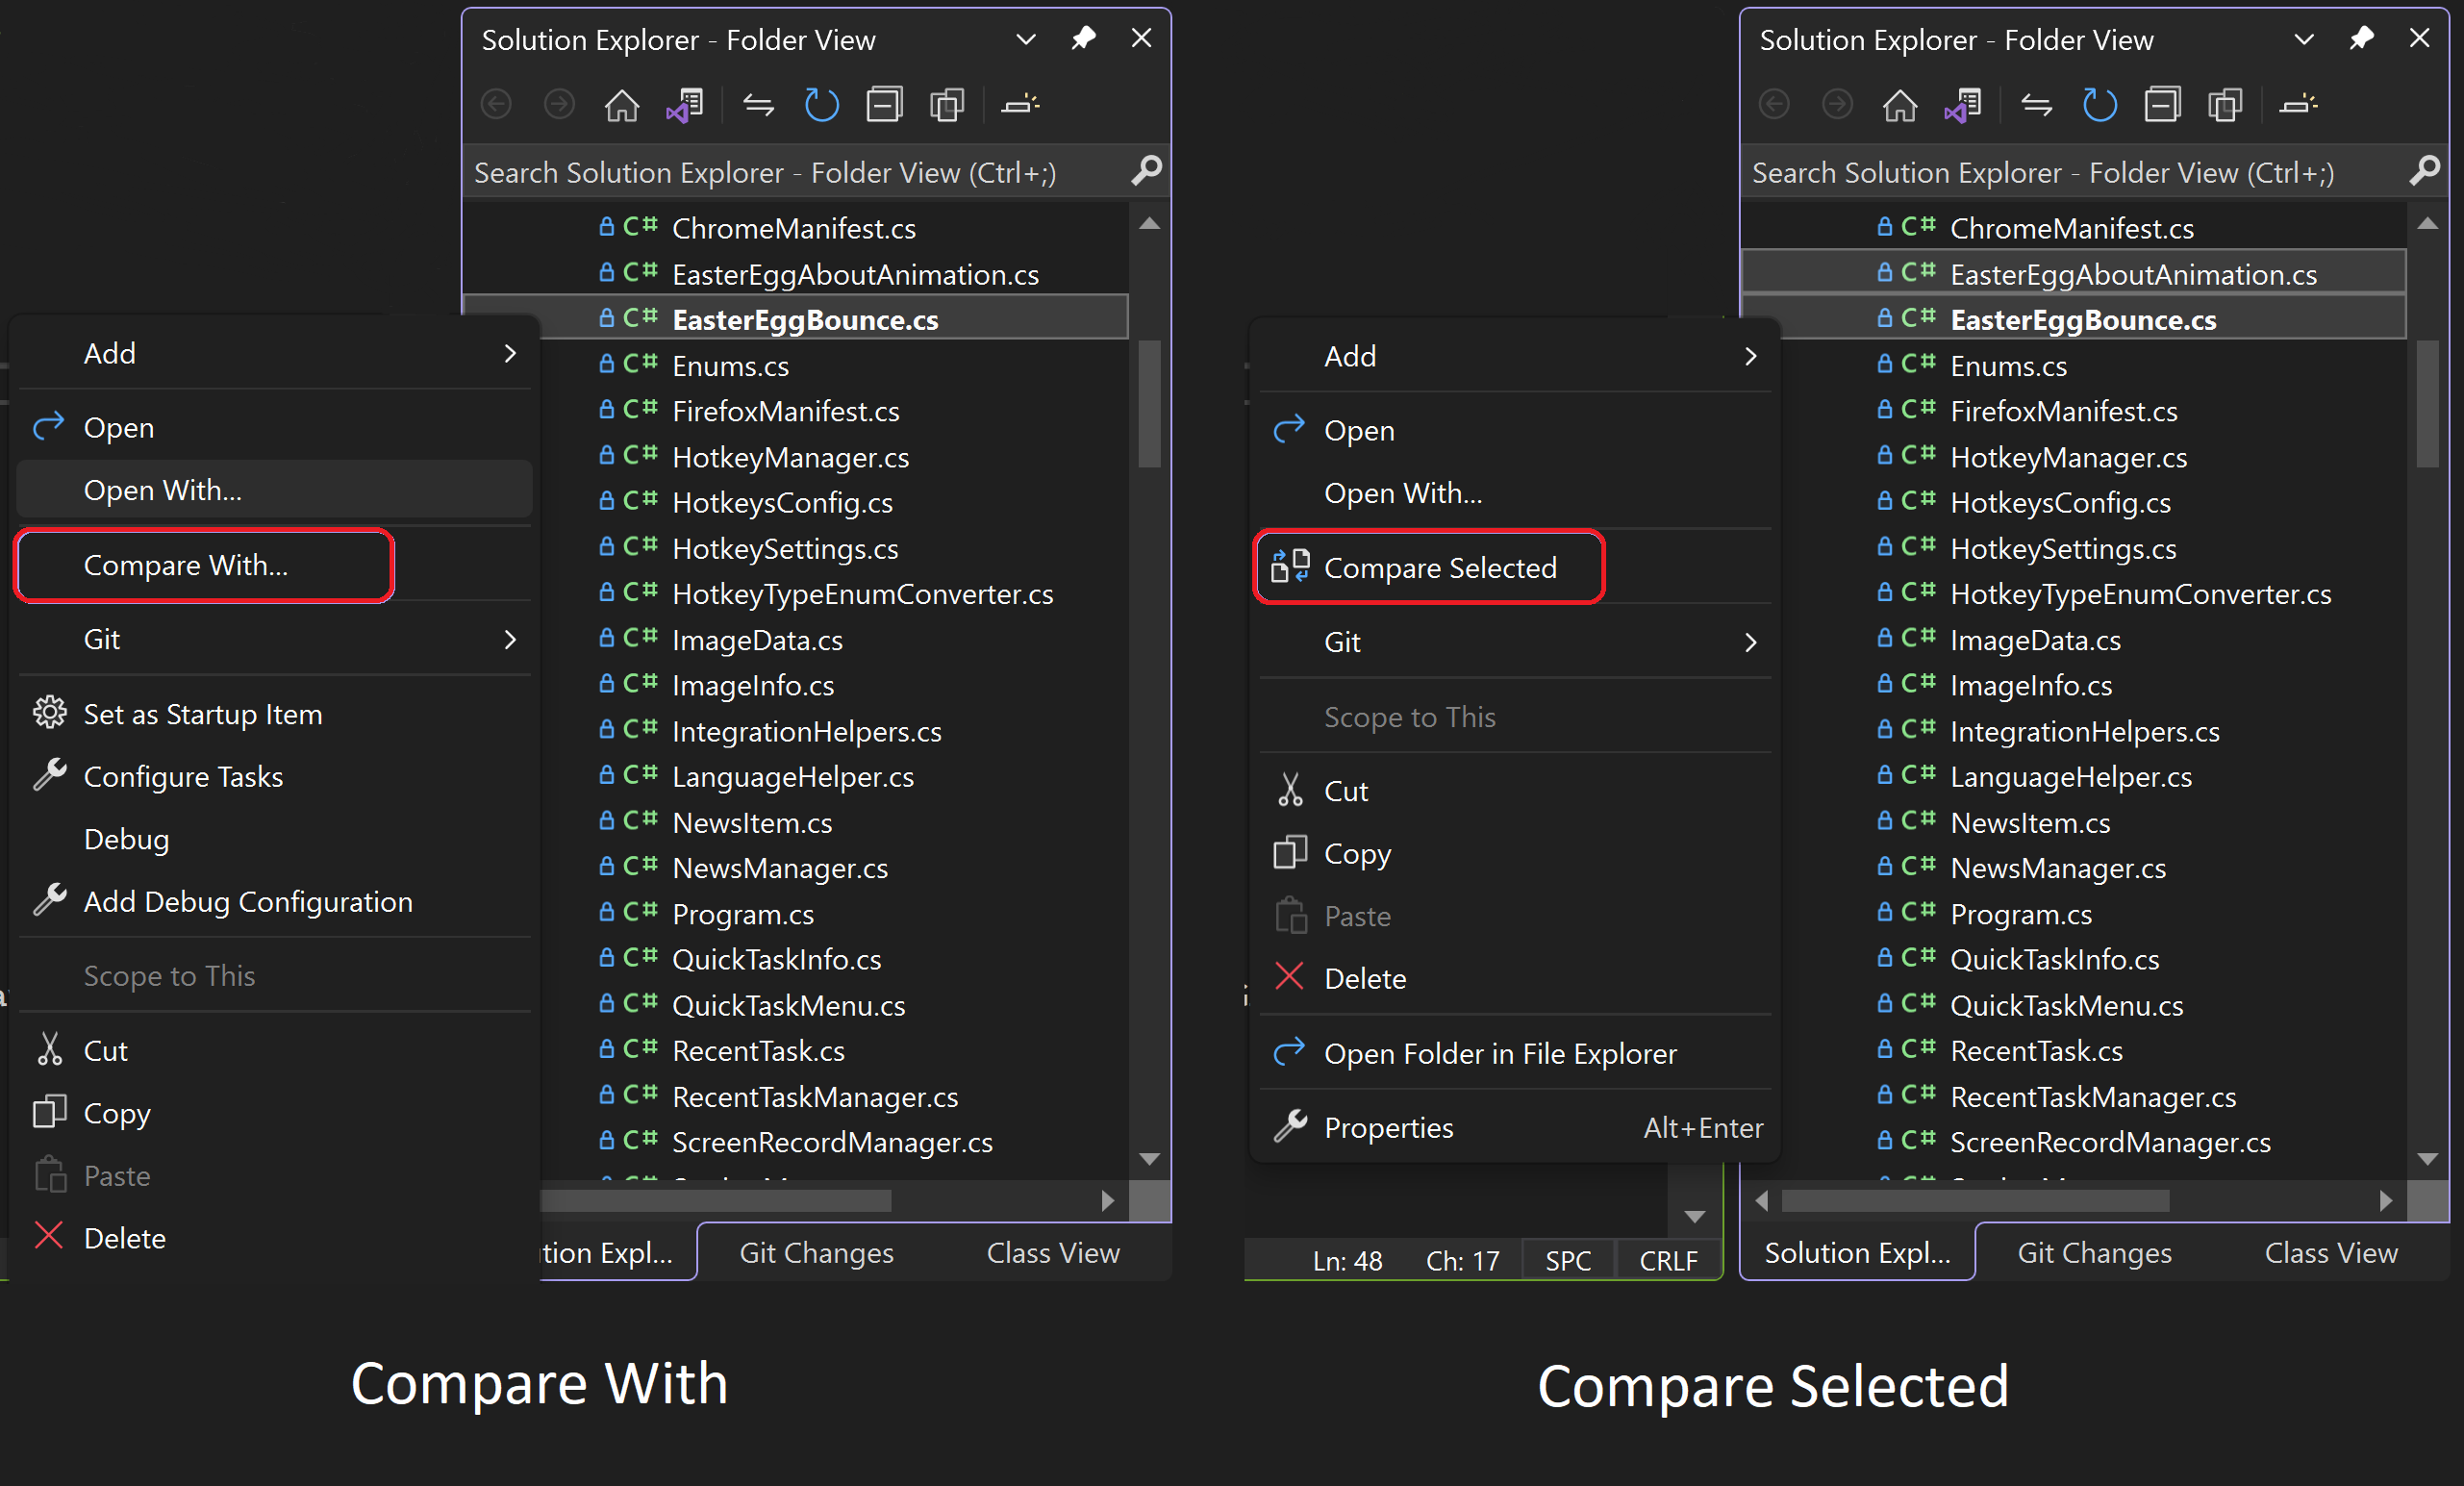 Solution Explorer - Folder View
Search Solution Explorer - Folder View (Ctrl+;)
C# ChromeManifest.cs
C# EasterEggAboutAnimation.cs
C# EasterEggBounce.cs
C# Enums.cs
C# FirefoxManifest.cs
C# HotkeyManager.cs
C# HotkeysConfig.cs
C# HotkeySettings.cs
C# HotkeyTypeEnumConverter.cs
C# ImageData.cs
C# ImageInfo.cs
C# IntegrationHelpers.cs
C# LanguageHelper.cs
C# NewsItem.cs
C# NewsManager.cs
C# Program.cs
C# QuickTaskInfo.cs
C# QuickTaskMenu.cs
C# RecentTask.cs
C# RecentTaskManager.cs
C# ScreenRecordManager.cs
tion Expl... Git Changes Class View
Add
Open
Open With...
Compare With...
Git
Set as Startup Item
Configure Tasks
Debug
Add Debug Configuration
Scope to This
Cut
Copy
Paste
Delete
Compare With
Solution Explorer - Folder View
Search Solution Explorer - Folder View (Ctrl+;)
C# ChromeManifest.cs
C# EasterEggAboutAnimation.cs
C# EasterEggBounce.cs
C# Enums.cs
C# FirefoxManifest.cs
C# HotkeyManager.cs
C# HotkeysConfig.cs
C# HotkeySettings.cs
C# HotkeyTypeEnumConverter.cs
C# ImageData.cs
C# ImageInfo.cs
C# IntegrationHelpers.cs
C# LanguageHelper.cs
C# NewsItem.cs
C# NewsManager.cs
C# Program.cs
C# QuickTaskInfo.cs
C# QuickTaskMenu.cs
C# RecentTask.cs
C# RecentTaskManager.cs
C# ScreenRecordManager.cs
Solution Expl... Git Changes Class View
Add
Open
Open With...
Compare Selected
Git
Scope to This
Cut
Copy
Paste
Delete
Open Folder in File Explorer
Properties Alt+Enter
Ln: 48 Ch: 17 SPC CRLF
Compare Selected